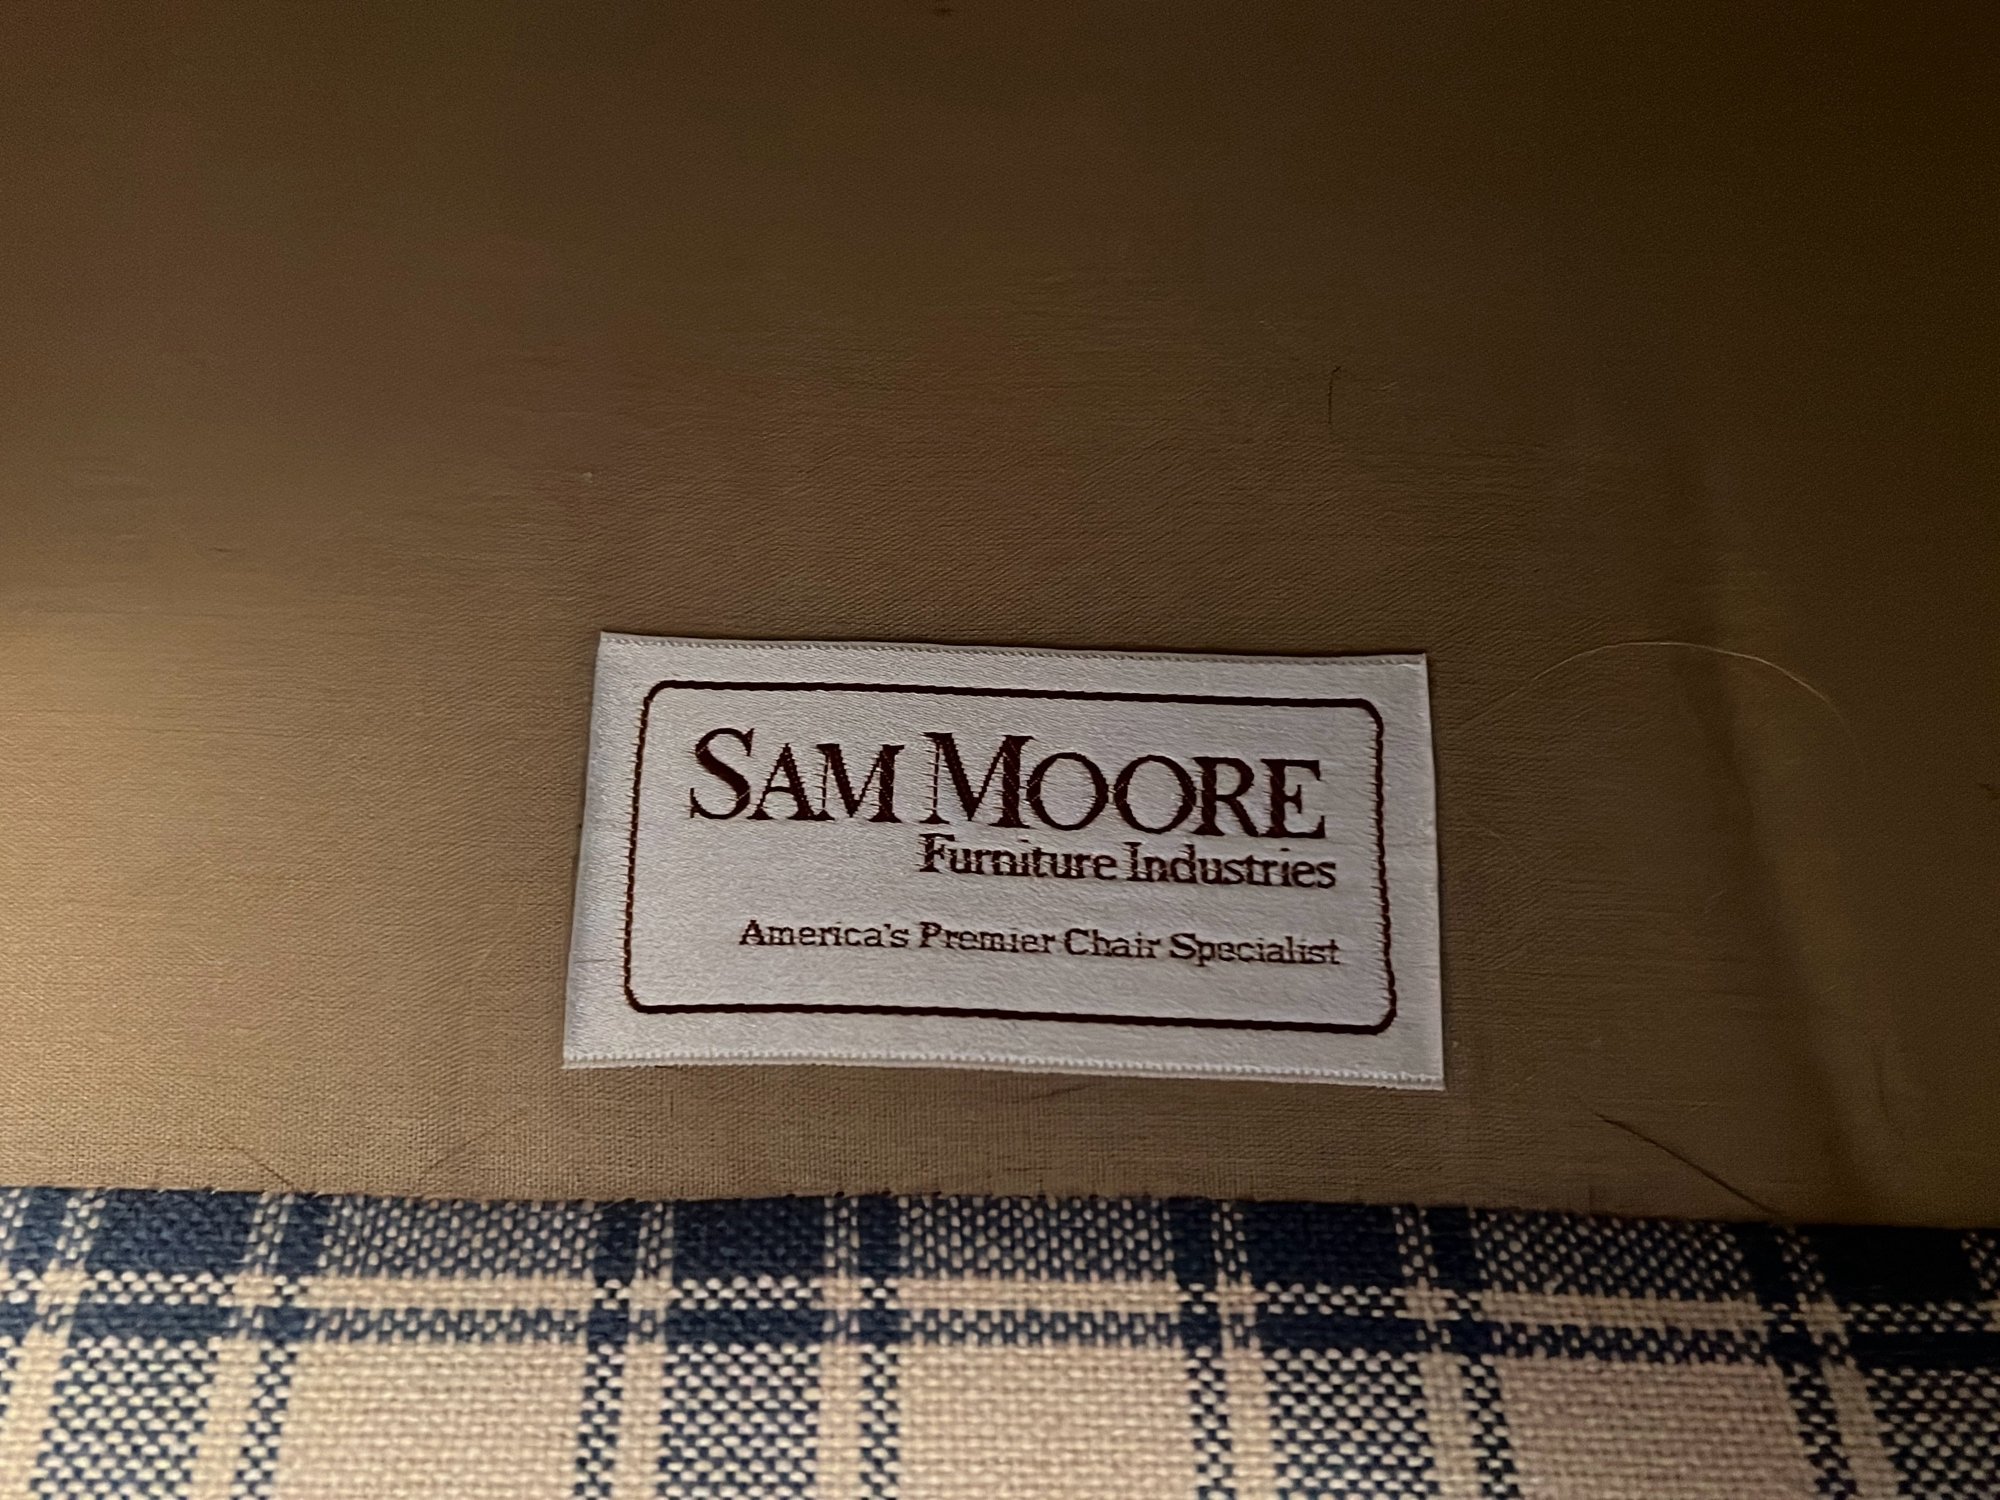 SAM MOORE
Furniture Industries
America's Premier Chair Specialist